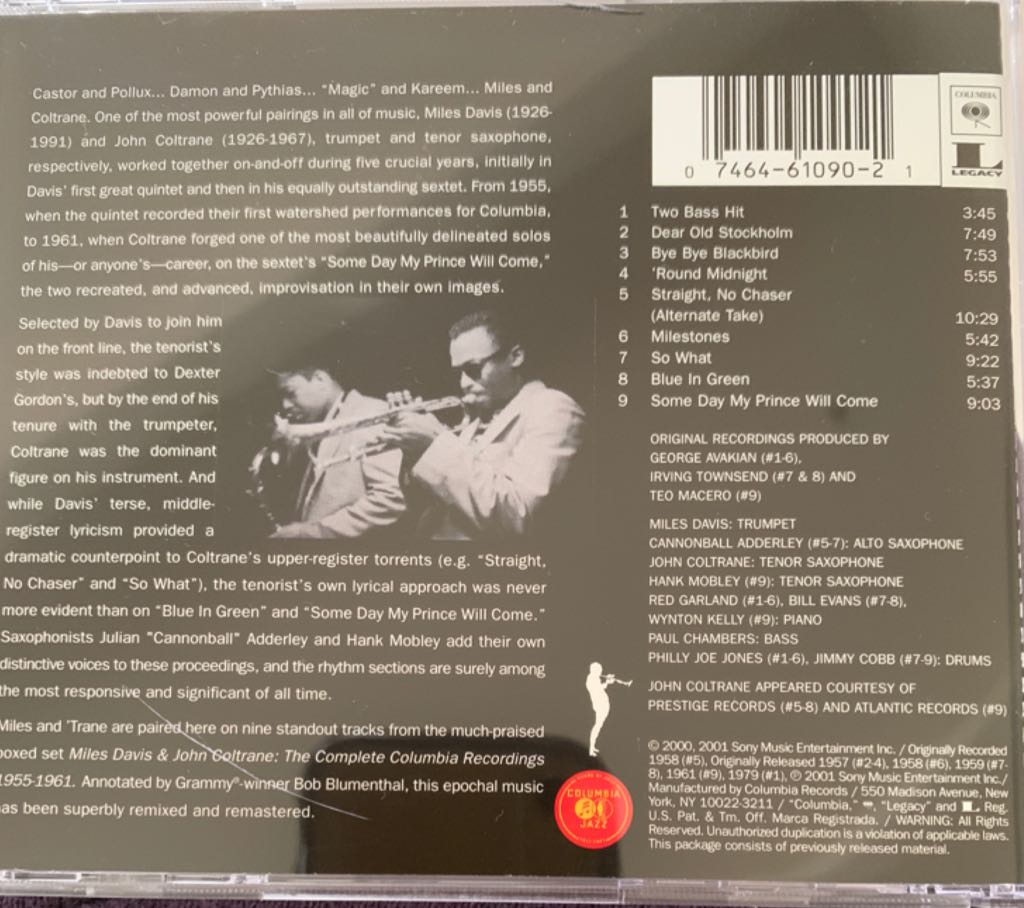 Castor and Pollux... Damon and Pythias... "Magic" and Kareem... Miles and
Coltrane. One of the most powerful pairings in all of music, Miles Davis (1926-
1991) and John Coltrane (1926-1967), trumpet and tenor saxophone,
respectively, worked together on-and-off during five crucial years, initially in
Davis' first great quintet and then in his equally outstanding sextet. From 1955,
when the quintet recorded their first watershed performances for Columbia,
to 1961, when Coltrane forged one of the most beautifully delineated solos
of his—or anyone's—career, on the sextet's "Some Day My Prince Will Come,"
the two recreated, and advanced, improvisation in their own images.
Selected by Davis to join him
on the front line, the tenorist's
style was indebted to Dexter
Gordon's, but by the end of his
tenure with the trumpeter,
Coltrane was the dominant
figure on his instrument. And
while Davis' terse, middle-
register lyricism provided a
dramatic counterpoint to Coltrane's upper-register torrents (e.g. "Straight,
No Chaser" and "So What"), the tenorist's own lyrical approach was never
more evident than on "Blue In Green" and "Some Day My Prince Will Come."
Saxophonists Julian "Cannonball" Adderley and Hank Mobley add their own
distinctive voices to these proceedings, and the rhythm sections are surely among
the most responsive and significant of all time.
Miles and 'Trane are paired here on nine standout tracks from the much-praised
boxed set Miles Davis & John Coltrane: The Complete Columbia Recordings
1955-1961. Annotated by Grammy®-winner Bob Blumenthal, this epochal music
as been superbly remixed and remastered.
0 7464-61090-2 1
COLUMBIA
L
LEGACY
1 Two Bass Hit 3:45
2 Dear Old Stockholm 7:49
3 Bye Bye Blackbird 7:53
4 'Round Midnight 5:55
5 Straight, No Chaser
(Alternate Take) 10:29
6 Milestones 5:42
7 So What 9:22
8 Blue In Green 5:37
9 Some Day My Prince Will Come 9:03
ORIGINAL RECORDINGS PRODUCED BY
GEORGE AVAKIAN (#1-6),
IRVING TOWNSEND (#7 & 8) AND
TEO MACERO (#9)
MILES DAVIS: TRUMPET
CANNONBALL ADDERLEY (#5-7): ALTO SAXOPHONE
JOHN COLTRANE: TENOR SAXOPHONE
HANK MOBLEY (#9): TENOR SAXOPHONE
RED GARLAND (#1-6), BILL EVANS (#7-8),
WYNTON KELLY (#9): PIANO
PAUL CHAMBERS: BASS
PHILLY JOE JONES (#1-6), JIMMY COBB (#7-9): DRUMS
JOHN COLTRANE APPEARED COURTESY OF
PRESTIGE RECORDS (#5-8) AND ATLANTIC RECORDS (#9)
© 2000, 2001 Sony Music Entertainment Inc. / Originally Recorded
1958 (#5), Originally Released 1957 (#2-4), 1958 (#6), 1959 (#7-
8), 1961 (#9), 1979 (#1), ℗ 2001 Sony Music Entertainment Inc./
Manufactured by Columbia Records / 550 Madison Avenue, New
York, NY 10022-3211 / "Columbia," "Legacy" and L Reg.
U.S. Pat. & Tm. Off. Marca Registrada. / WARNING: All Rights
Reserved. Unauthorized duplication is a violation of applicable laws.
This package consists of previously released material.
COLUMBIA
JAZZ